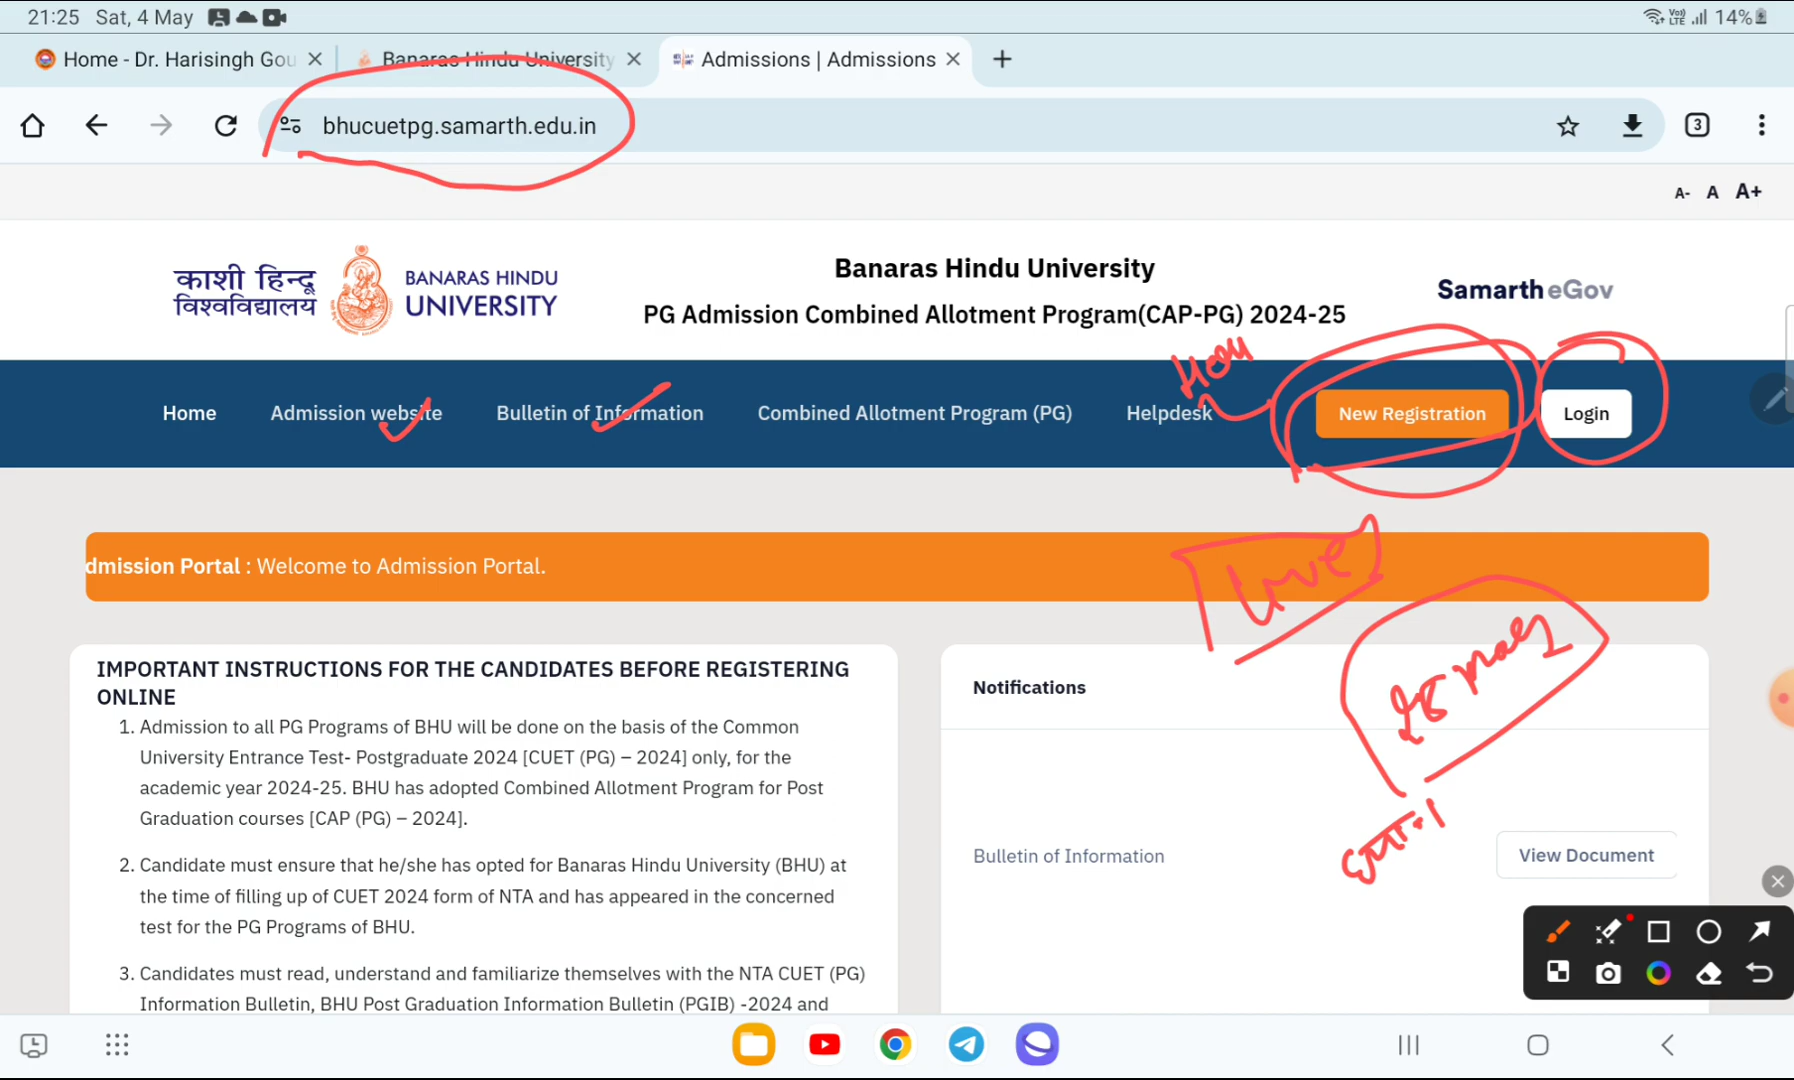 21:25 Sat, 4 May
14%
Home - Dr. Harisingh Gou
Banaras Hindu University
Admissions | Admissions
bhucuetpg.samarth.edu.in
3
A- A A+
काशी हिन्दू
विश्वविद्यालय
BANARAS HINDU
UNIVERSITY
Banaras Hindu University
PG Admission Combined Allotment Program(CAP-PG) 2024-25
Samarth eGov
Home
Admission website
Bulletin of Information
Combined Allotment Program (PG)
Helpdesk
New Registration
Login
dmission Portal : Welcome to Admission Portal.
Live
IMPORTANT INSTRUCTIONS FOR THE CANDIDATES BEFORE REGISTERING
ONLINE
1. Admission to all PG Programs of BHU will be done on the basis of the Common
University Entrance Test- Postgraduate 2024 [CUET (PG) – 2024] only, for the
academic year 2024-25. BHU has adopted Combined Allotment Program for Post
Graduation courses [CAP (PG) – 2024].
2. Candidate must ensure that he/she has opted for Banaras Hindu University (BHU) at
the time of filling up of CUET 2024 form of NTA and has appeared in the concerned
test for the PG Programs of BHU.
3. Candidates must read, understand and familiarize themselves with the NTA CUET (PG)
Information Bulletin, BHU Post Graduation Information Bulletin (PGIB) -2024 and
Notifications
Bulletin of Information
View Document